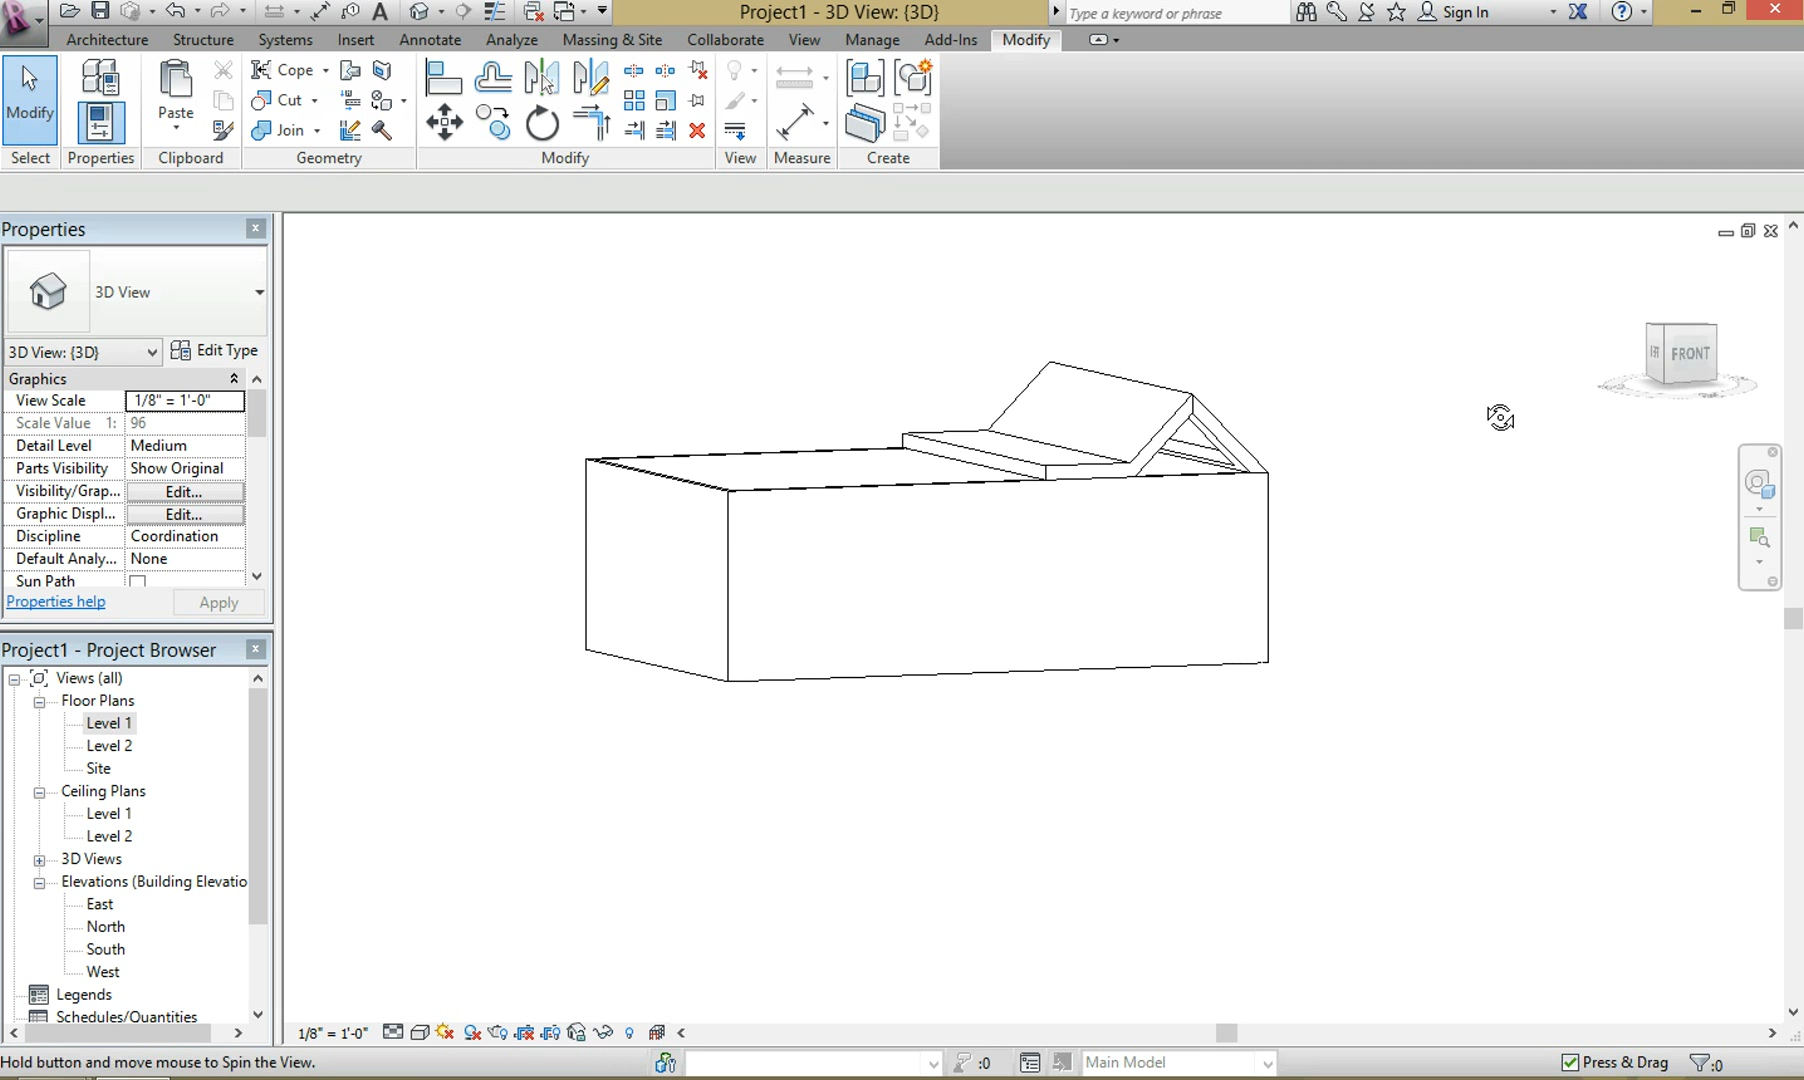 Project1 - 3D View: {3D}
Type a keyword or phrase
Sign In
Architecture Structure Systems Insert Annotate Analyze Massing & Site Collaborate View Manage Add-Ins Modify
Modify
Paste
Cope
Cut
Join
Select Properties Clipboard Geometry Modify View Measure Create
Properties
3D View
3D View: {3D} Edit Type
Graphics
View Scale 1/8" = 1'-0"
Scale Value 1: 96
Detail Level Medium
Parts Visibility Show Original
Visibility/Grap... Edit...
Graphic Displ... Edit...
Discipline Coordination
Default Analy... None
Sun Path
Properties help Apply
FRONT
Project1 - Project Browser
Views (all)
Floor Plans
Level 1
Level 2
Site
Ceiling Plans
Level 1
Level 2
3D Views
Elevations (Building Elevatio
East
North
South
West
Legends
Schedules/Quantities
1/8" = 1'-0"
Hold button and move mouse to Spin the View.
:0
Main Model
Press & Drag
:0